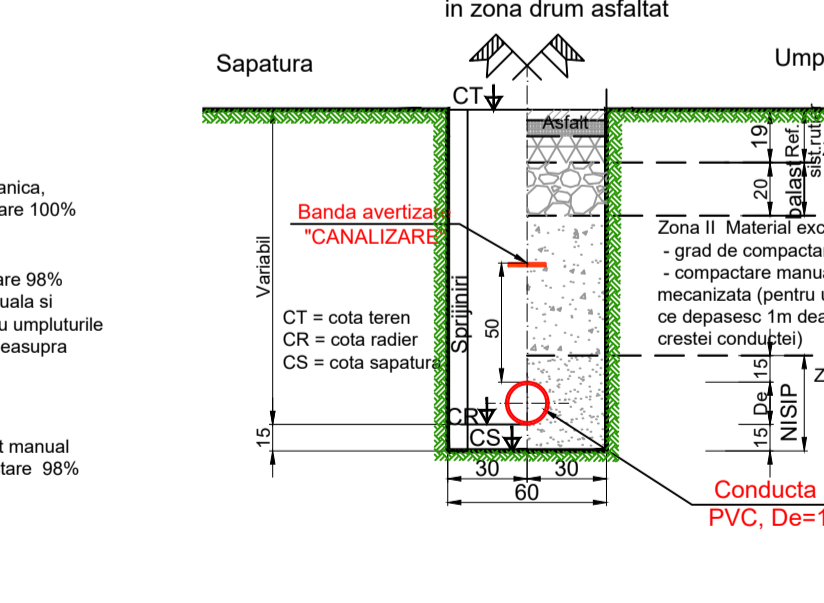 in zona drum asfaltat
Sapatura
Ump
CT
Asfalt
19
Ref.
sist.rut
20
balast
anica,
are 100%
are 98%
uala si
u umpluturile
easupra
t manual
tare 98%
Variabil
15
Banda avertizare
"CANALIZARE"
CT = cota teren
CR = cota radier
CS = cota sapatura
Sprijiniri
50
CR
CS
30
30
60
Zona II Material exc
- grad de compacta
- compactare manua
mecanizata (pentru u
ce depasesc 1m dea
crestei conductei)
15
De
15
NISIP
Z
Conducta
PVC, De=1